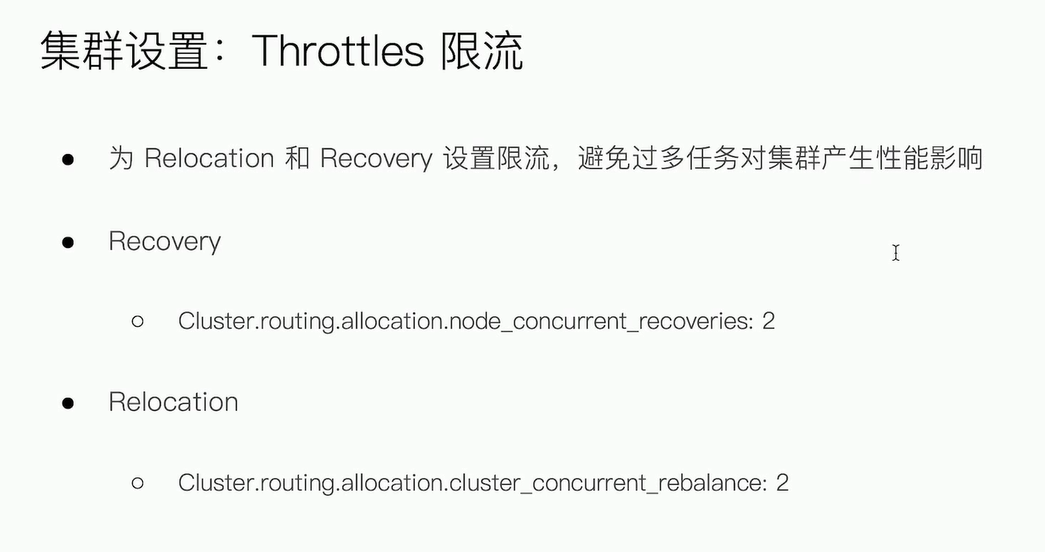 集群设置：Throttles 限流
● 为 Relocation 和 Recovery 设置限流，避免过多任务对集群产生性能影响
● Recovery
○ Cluster.routing.allocation.node_concurrent_recoveries: 2
● Relocation
○ Cluster.routing.allocation.cluster_concurrent_rebalance: 2